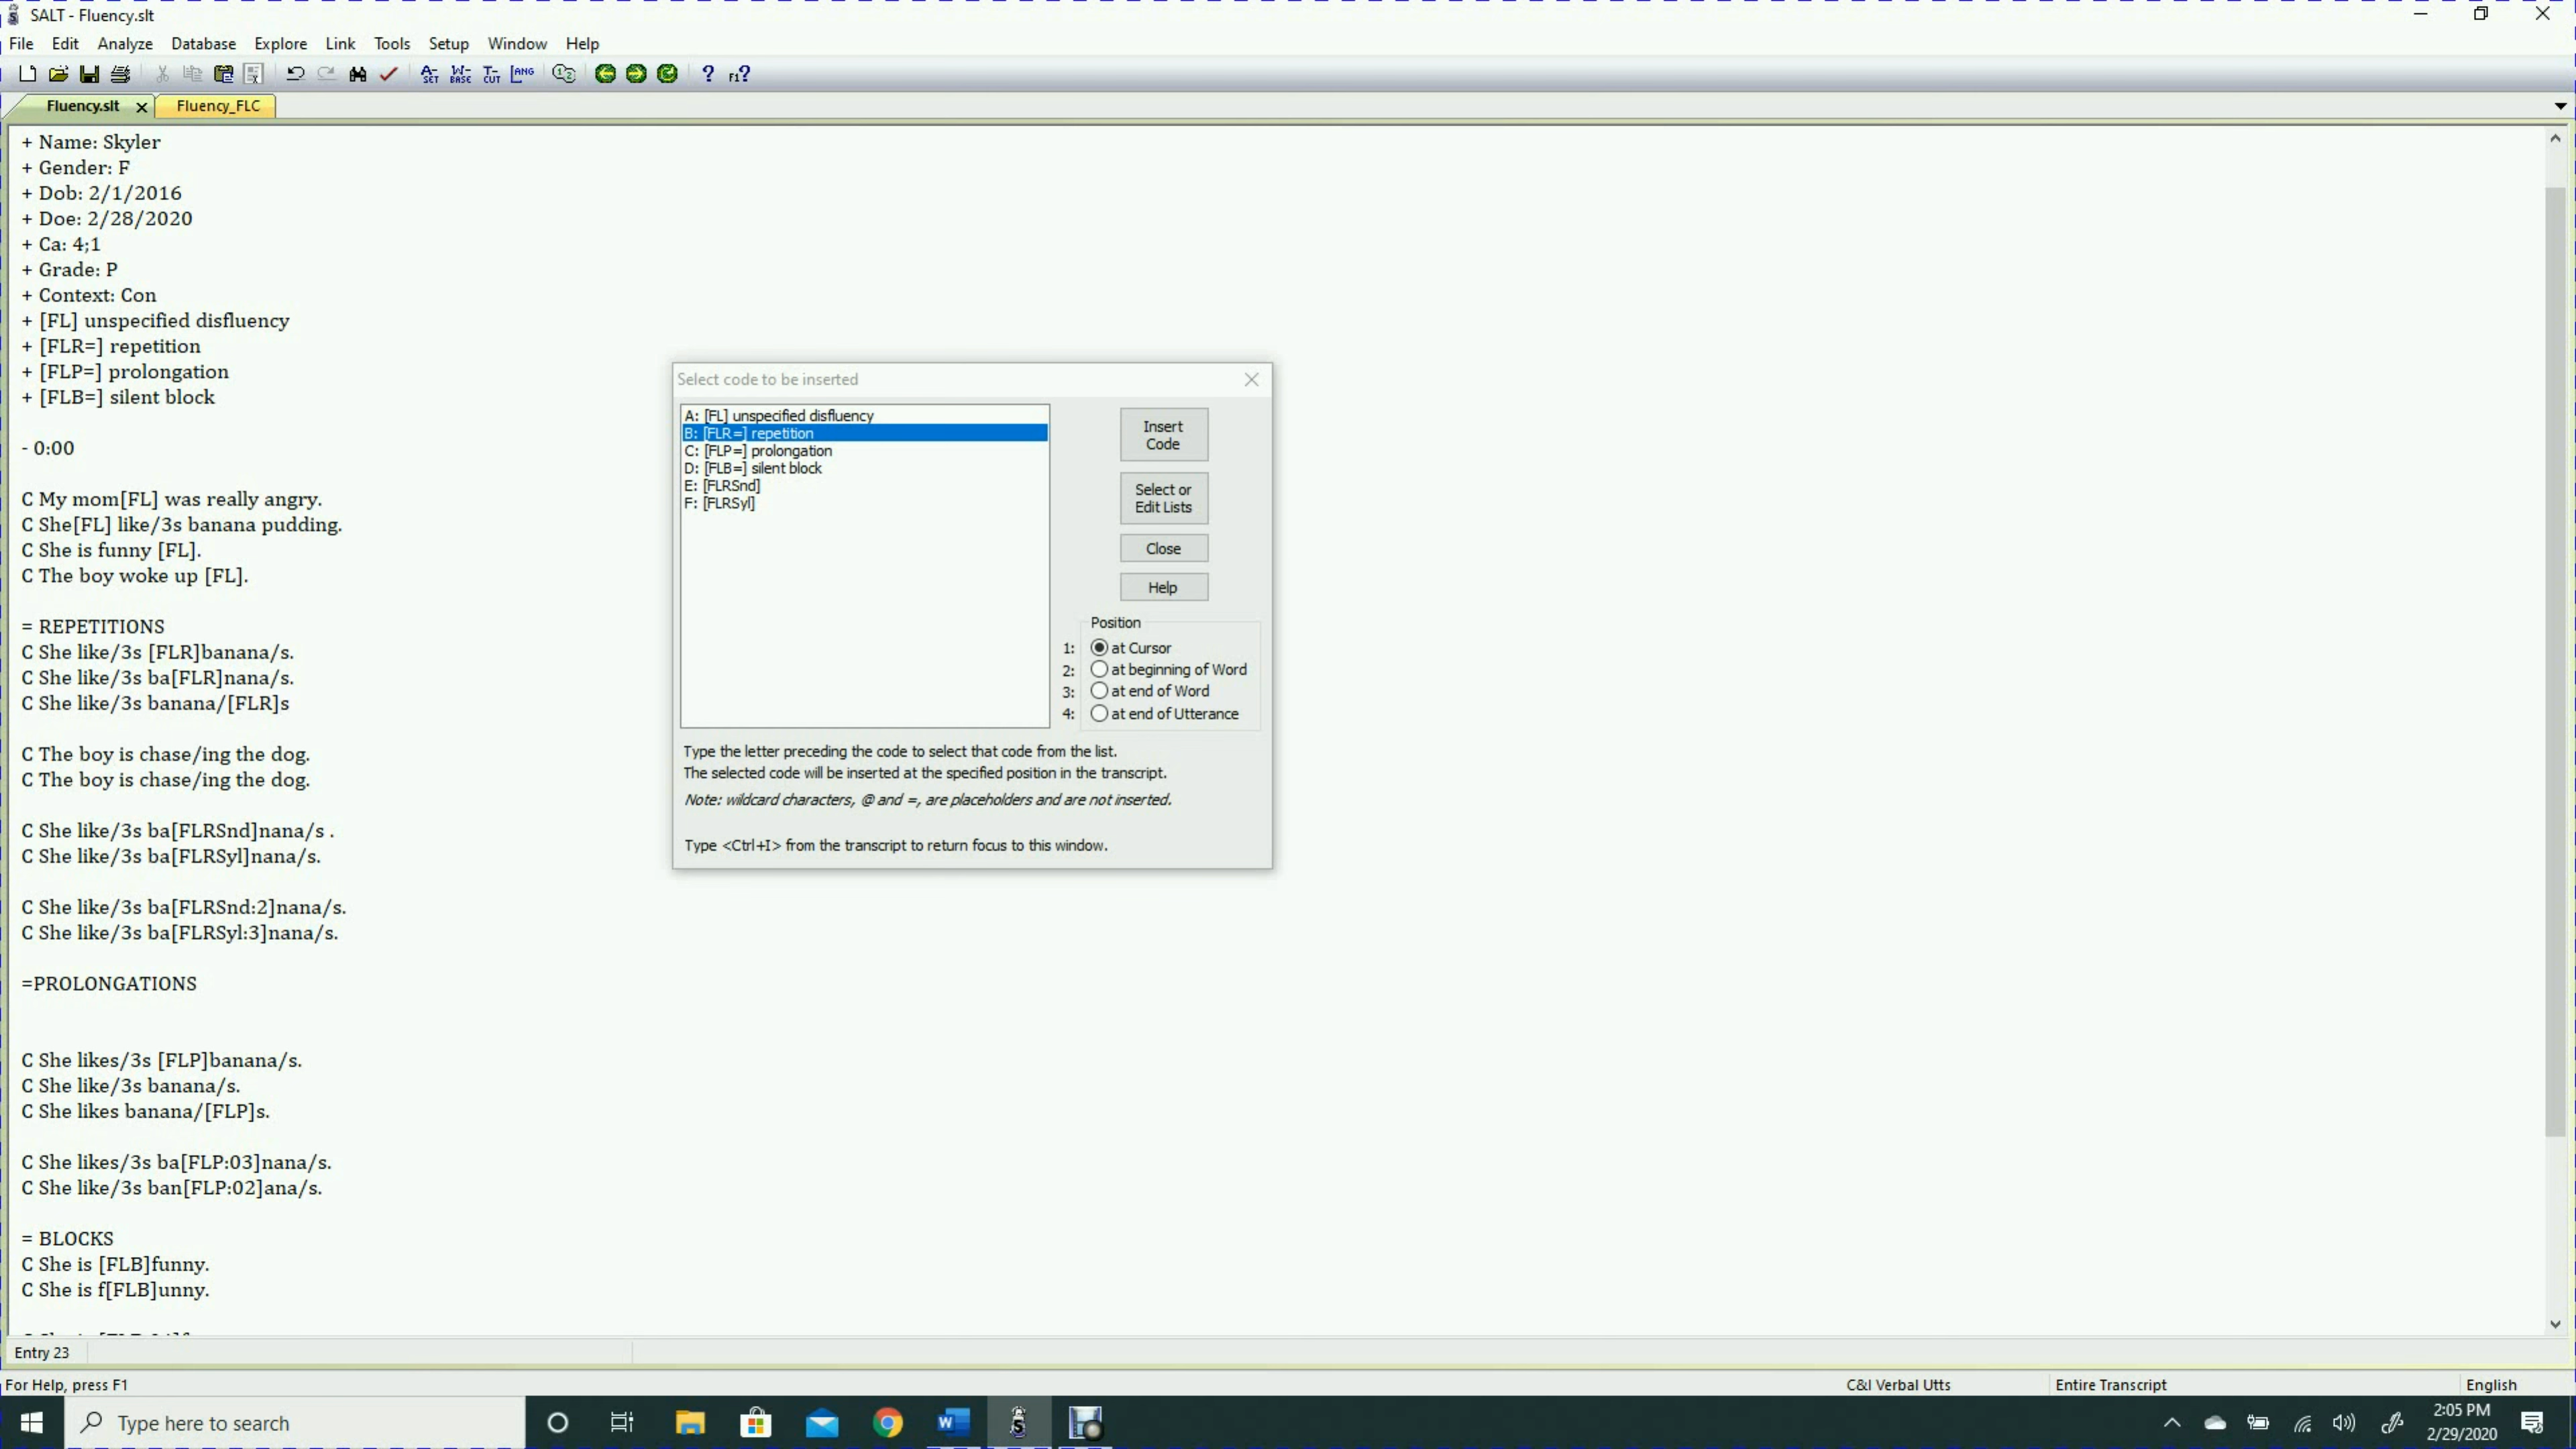 SALT - Fluency.slt
File Edit Analyze Database Explore Link Tools Setup Window Help
A-SET W-BASE T-CUT LANG ? F1?
Fluency.slt Fluency_FLC
+ Name: Skyler
+ Gender: F
+ Dob: 2/1/2016
+ Doe: 2/28/2020
+ Ca: 4;1
+ Grade: P
+ Context: Con
+ [FL] unspecified disfluency
+ [FLR=] repetition
+ [FLP=] prolongation
+ [FLB=] silent block
- 0:00
C My mom[FL] was really angry.
C She[FL] like/3s banana pudding.
C She is funny [FL].
C The boy woke up [FL].
= REPETITIONS
C She like/3s [FLR]banana/s.
C She like/3s ba[FLR]nana/s.
C She like/3s banana/[FLR]s
C The boy is chase/ing the dog.
C The boy is chase/ing the dog.
C She like/3s ba[FLRSnd]nana/s .
C She like/3s ba[FLRSyl]nana/s.
C She like/3s ba[FLRSnd:2]nana/s.
C She like/3s ba[FLRSyl:3]nana/s.
=PROLONGATIONS
C She likes/3s [FLP]banana/s.
C She like/3s banana/s.
C She likes banana/[FLP]s.
C She likes/3s ba[FLP:03]nana/s.
C She like/3s ban[FLP:02]ana/s.
= BLOCKS
C She is [FLB]funny.
C She is f[FLB]unny.
Select code to be inserted
A: [FL] unspecified disfluency
B: [FLR=] repetition
C: [FLP=] prolongation
D: [FLB=] silent block
E: [FLRSnd]
F: [FLRSyl]
Insert
Code
Select or
Edit Lists
Close
Help
Position
1: at Cursor
2: at beginning of Word
3: at end of Word
4: at end of Utterance
Type the letter preceding the code to select that code from the list.
The selected code will be inserted at the specified position in the transcript.
Note: wildcard characters, @ and =, are placeholders and are not inserted.
Type <Ctrl+I> from the transcript to return focus to this window.
Entry 23
For Help, press F1 C&I Verbal Utts Entire Transcript English
Type here to search
2:05 PM
2/29/2020